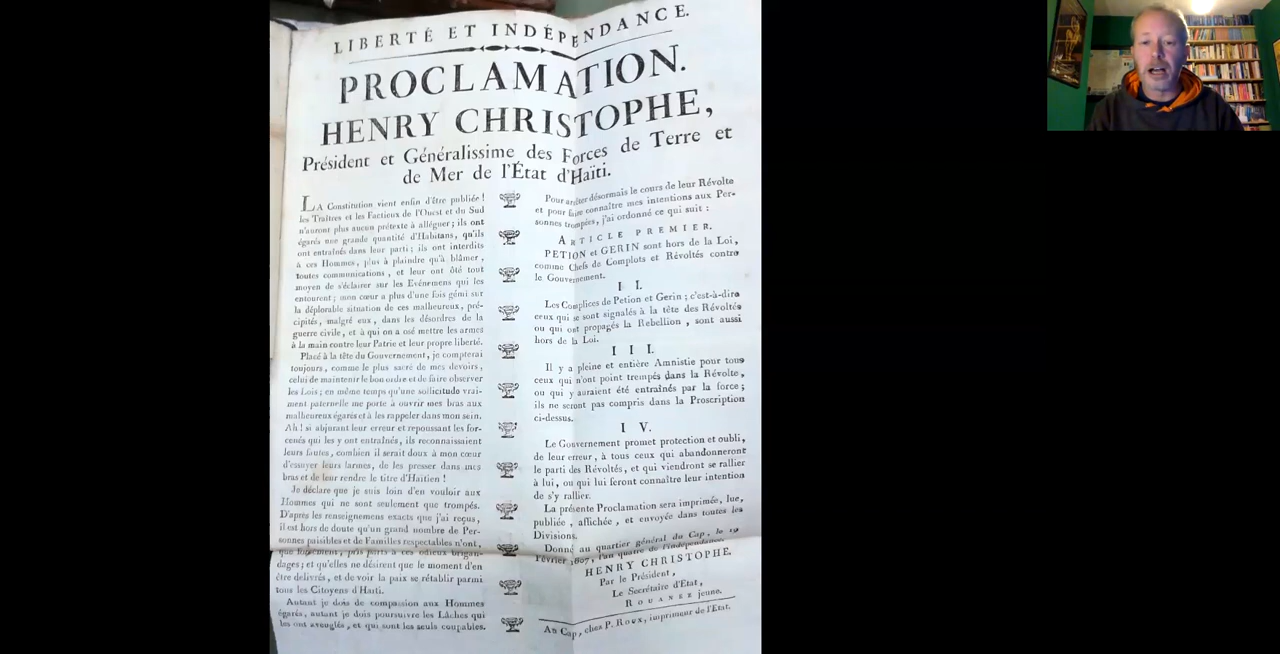 LIBERTÉ ET INDÉPENDANCE.
PROCLAMATION.
HENRY CHRISTOPHE,
Président et Généralissime des Forces de Terre et
de Mer de l'État d'Haïti.
LA Constitution vient enfin d'être publiée !
les Traîtres et les Factieux de l'Ouest et du Sud
n'auront plus aucun prétexte à alléguer ; ils ont
égarés une grande quantité d'Habitans, qu'ils
ont entraînés dans leur parti ; ils ont interdits
à ces Hommes, plus à plaindre qu'à blâmer,
toutes communications , et leur ont ôté tout
moyen de s'éclairer sur les Evénemens qui les
entourent ; mon cœur a plus d'une fois gémi sur
la déplorable situation de ces malheureux, pré-
cipités, malgré eux, dans les désordres de la
guerre civile, et à qui on a osé mettre les armes
à la main contre leur Patrie et leur propre liberté.
Placé à la tête du Gouvernement, je compterai
toujours, comme le plus sacré de mes devoirs,
celui de maintenir le bon ordre et de faire observer
les Lois ; en même temps qu'une sollicitude vrai-
ment paternelle me porte à ouvrir mes bras aux
malheureux égarés et à les rappeler dans mon sein.
Ah ! si abjurant leur erreur et repoussant les for-
cenés qui les y ont entraînés, ils reconnaissaient
leurs fautes, combien il serait doux à mon cœur
d'essuyer leurs larmes, de les presser dans mes
bras et de leur rendre le titre d'Haïtien !
Je déclare que je suis loin d'en vouloir aux
Hommes qui ne sont seulement que trompés.
D'après les renseignemens exacts que j'ai reçus,
il est hors de doute qu'un grand nombre de Per-
sonnes paisibles et de Familles respectables n'ont,
que forcément, pris parts à ces odieux brigan-
dages ; et qu'elles ne désirent que le moment d'en
être délivrés, et de voir la paix se rétablir parmi
tous les Citoyens d'Haïti.
Autant je dois de compassion aux Hommes
égarés, autant je dois poursuivre les Lâches qui
les ont aveuglés, et qui sont les seuls coupables.
Pour arrêter désormais le cours de leur Révolte
et pour faire connaître mes intentions aux Per-
sonnes trompées, j'ai ordonné ce qui suit :
ARTICLE PREMIER.
PETION et GERIN sont hors de la Loi,
comme Chefs de Complots et Révoltés contre
le Gouvernement.
II.
Les Complices de Petion et Gerin ; c'est-à-dire
ceux qui se sont signalés à la tête des Révoltés
ou qui ont propagés la Rebellion , sont aussi
hors de la Loi.
III.
Il y a pleine et entière Amnistie pour tous
ceux qui n'ont point trempés dans la Révolte,
ou qui y auraient été entraînés par la force ;
ils ne seront pas compris dans la Proscription
ci-dessus.
IV.
Le Gouvernement promet protection et oubli,
de leur erreur, à tous ceux qui abandonneront
le parti des Révoltés, et qui viendront se rallier
à lui, ou qui lui feront connaître leur intention
de s'y rallier.
La présente Proclamation sera imprimée, lue,
publiée , affichée , et envoyée dans toutes les
Divisions.
Donné au quartier général du Cap, le 19
Février 1807, l'an quatre de l'indépendance.
HENRY CHRISTOPHE.
Par le Président,
Le Secrétaire d'État,
ROUANEZ jeune.
Au Cap, chez P. Roux, imprimeur de l'État.